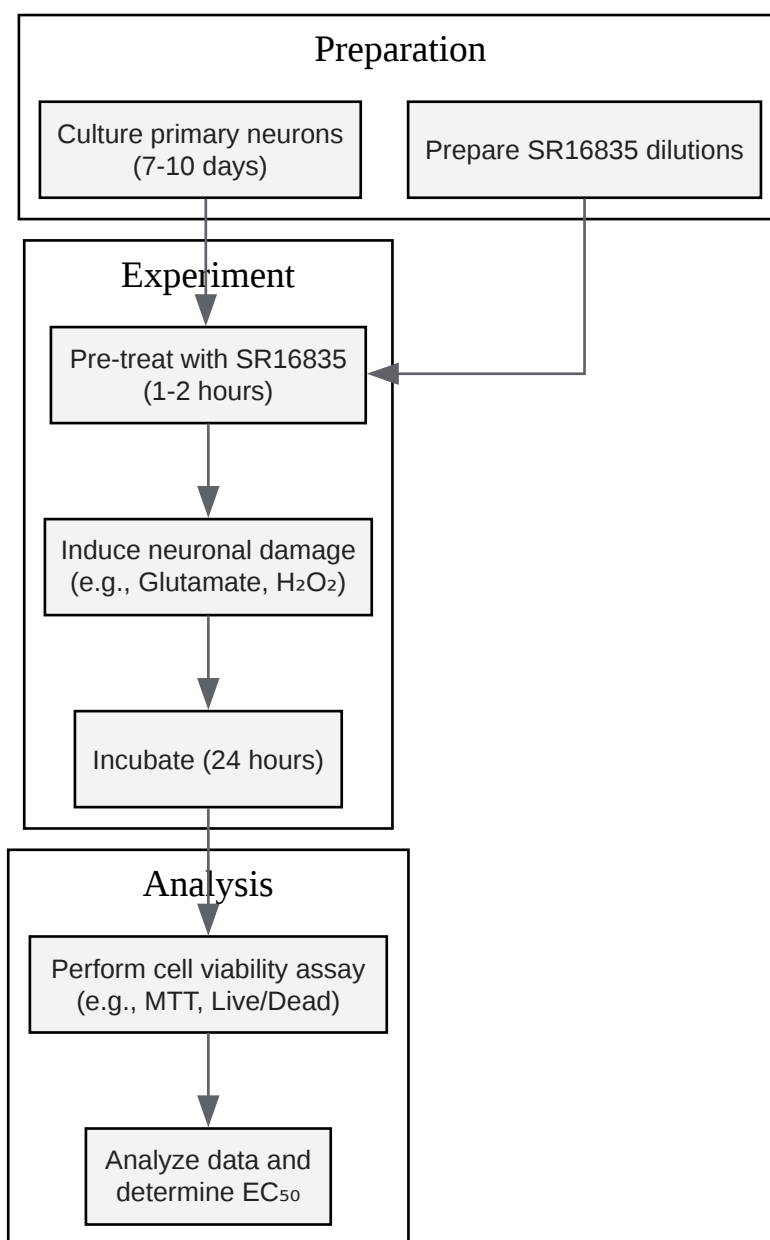 Preparation
Culture primary neurons
(7-10 days)
Prepare SR16835 dilutions
Experiment
Pre-treat with SR16835
(1-2 hours)
Induce neuronal damage
(e.g., Glutamate, H₂O₂)
Incubate (24 hours)
Analysis
Perform cell viability assay
(e.g., MTT, Live/Dead)
Analyze data and
determine EC₅₀